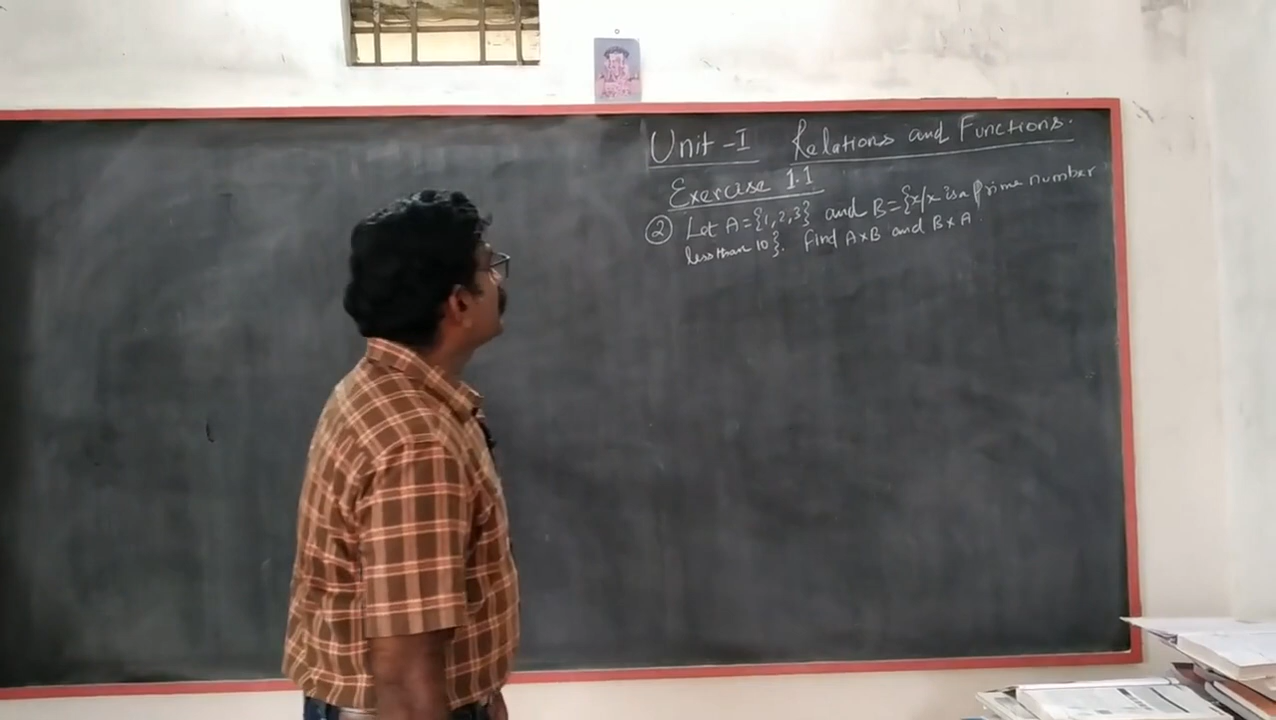 Unit - I Relations and Functions.
Exercise 1.1
② Let A = {1, 2, 3} and B = {x/x is a prime number
less than 10}. Find A×B and B×A.